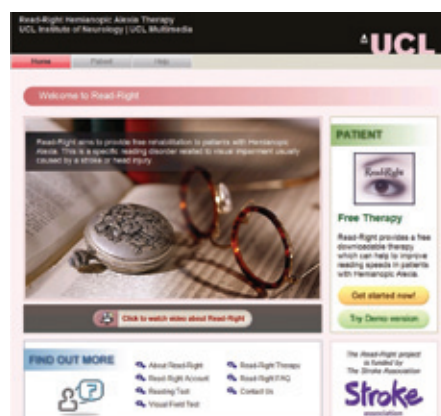 Read-Right Hemianopic Alexia Therapy
UCL Institute of Neurology | UCL Multimedia
UCL
Home
Patient
Help
Welcome to Read-Right
Read-Right aims to provide free rehabilitation to patients with Hemianopic
Alexia. This is a specific reading disorder related to visual impairment usually
caused by a stroke or head injury.
Click to watch video about Read-Right
PATIENT
Read-Right
Free Therapy
Read-Right provides a free
downloadable therapy
which can help to improve
reading speeds in patients
with Hemianopic Alexia.
Get started now!
Try Demo version
FIND OUT MORE
About Read-Right
Read-Right Account
Reading Test
Visual Field Test
Read-Right Therapy
Read-Right FAQ
Contact Us
The Read-Right project
is funded by
The Stroke Association
Stroke
association